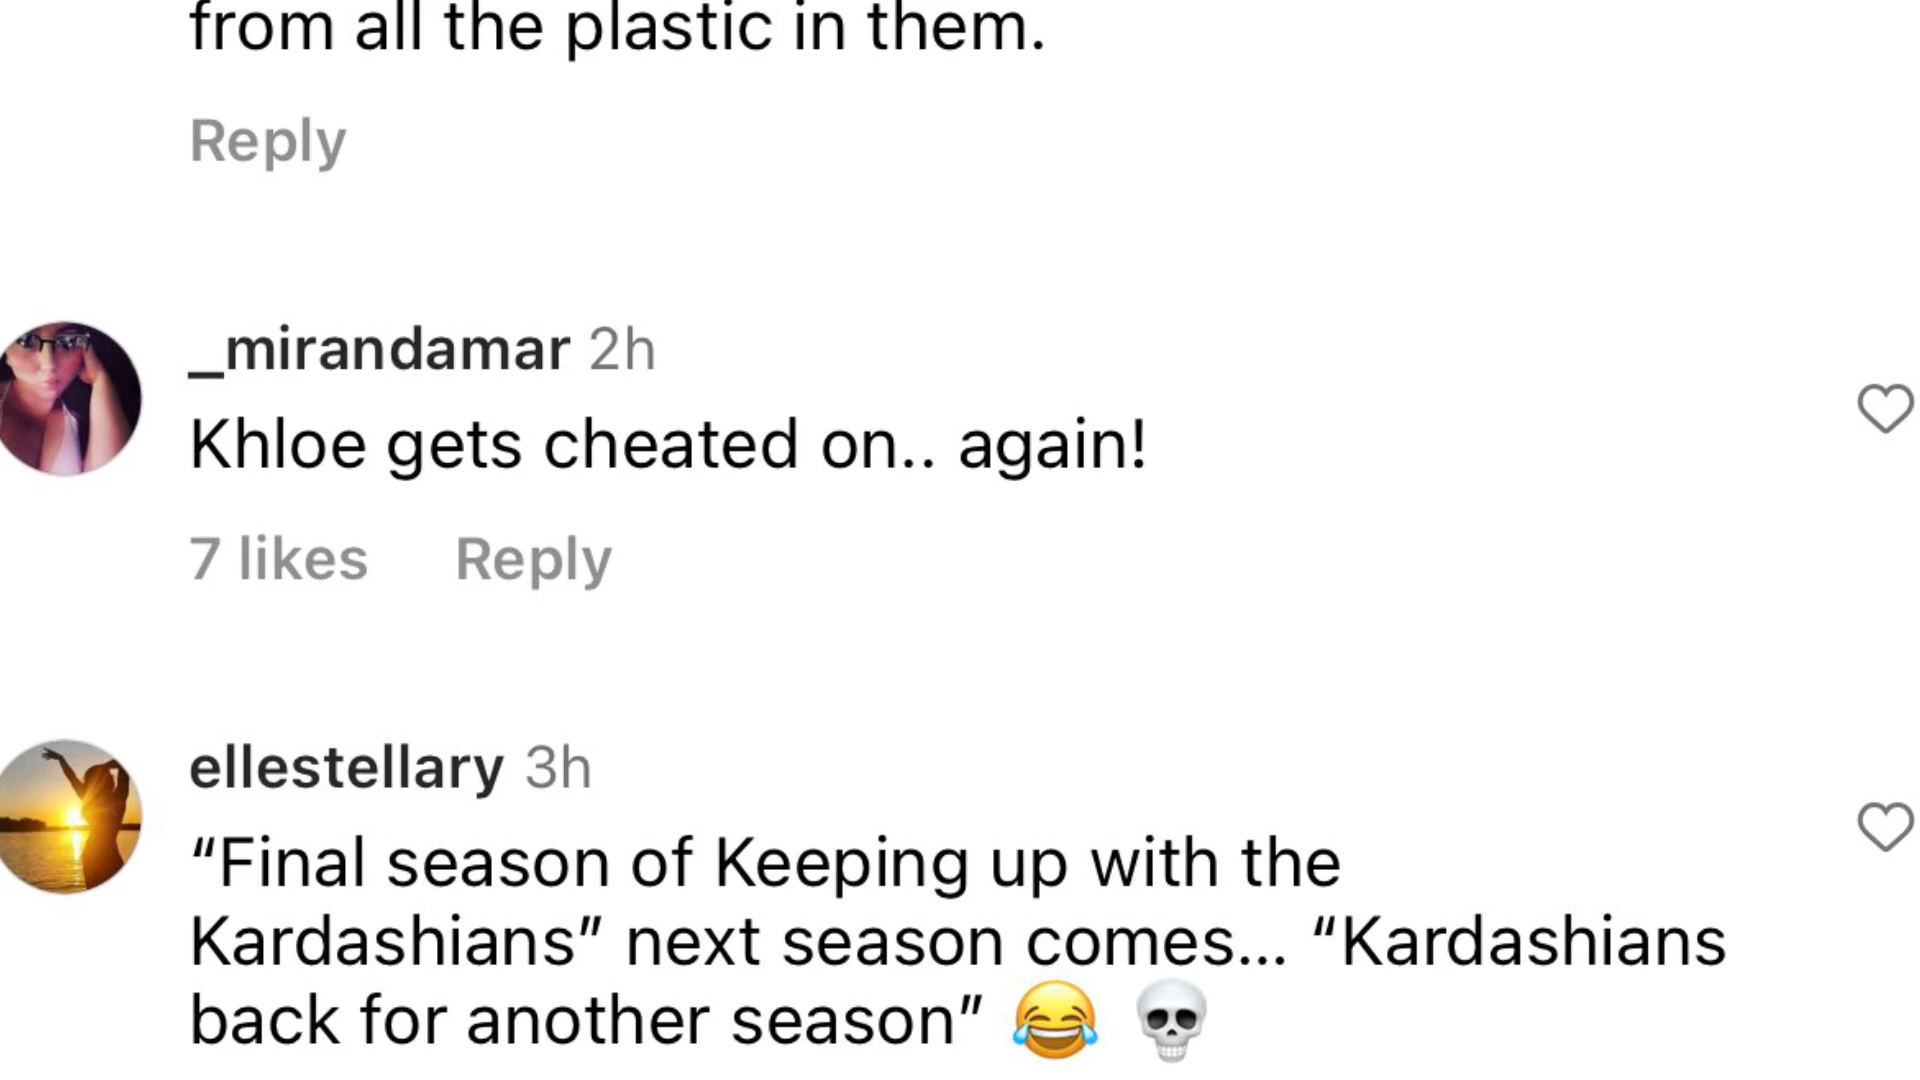 from all the plastic in them.
Reply
_mirandamar 2h
Khloe gets cheated on.. again!
7 likes Reply
ellestellary 3h
“Final season of Keeping up with the
Kardashians” next season comes... “Kardashians
back for another season” 😂 💀